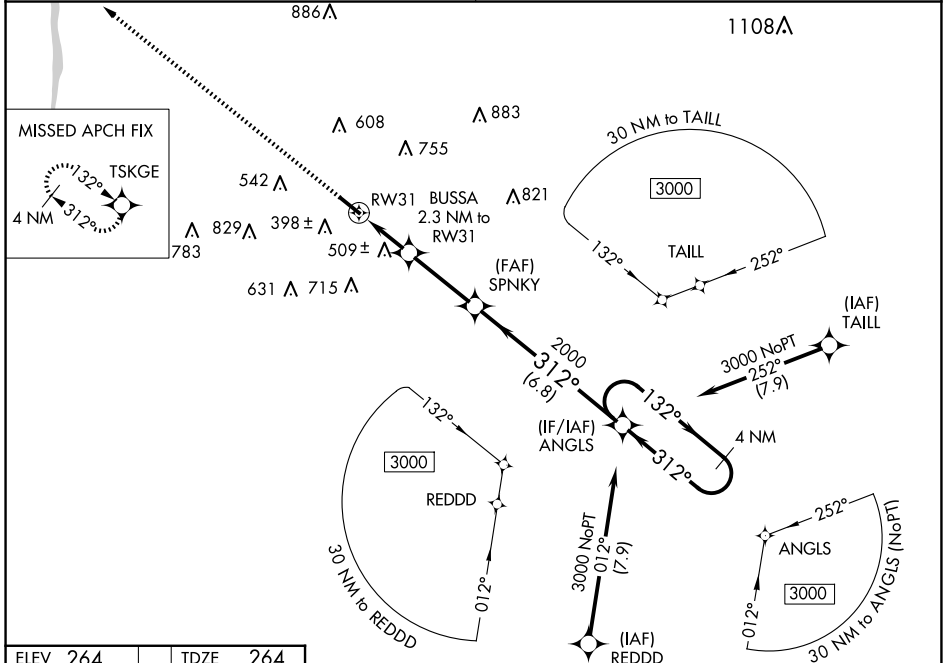 886
1108
MISSED APCH FIX
TSKGE
132°
312°
4 NM
608
883
755
542
821
RW31
BUSSA
2.3 NM to
RW31
829
398 ±
783
509 ±
631
715
(FAF)
SPNKY
30 NM to TAILL
3000
TAILL
132°
252°
(IAF)
TAILL
3000 NoPT
252°
(7.9)
2000
312°
(6.8)
(IF/IAF)
ANGLS
132°
312°
4 NM
132°
3000
REDDD
012°
30 NM to REDDD
3000 NoPT
012°
(7.9)
(IAF)
REDDD
252°
ANGLS
3000
012°
30 NM to ANGLS (NoPT)
ELEV 264
TDZE 264